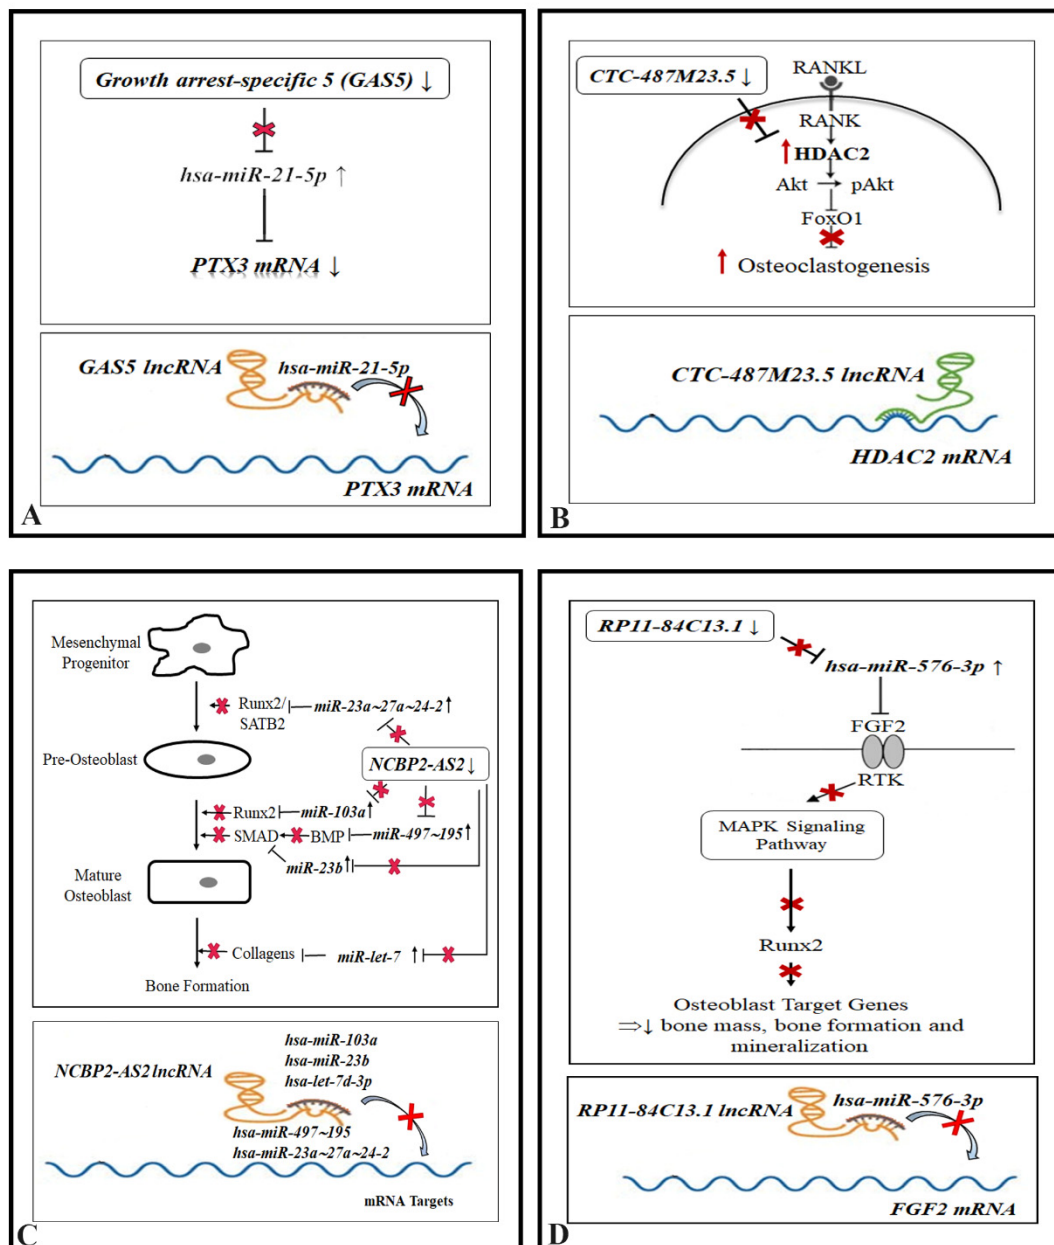 Growth arrest-specific 5 (GAS5) ↓
hsa-miR-21-5p ↑
PTX3 mRNA ↓
GAS5 lncRNA
hsa-miR-21-5p
PTX3 mRNA
A
CTC-487M23.5 ↓
RANKL
RANK
↑ HDAC2
Akt → pAkt
FoxO1
↑ Osteoclastogenesis
CTC-487M23.5 lncRNA
HDAC2 mRNA
B
Mesenchymal
Progenitor
Runx2/
SATB2
miR-23a~27a~24-2 ↑
Pre-Osteoblast
NCBP2-AS2 ↓
Runx2
miR-103a ↑
SMAD
BMP
miR-497~195 ↑
miR-23b ↑
Mature
Osteoblast
Collagens
miR-let-7 ↑
Bone Formation
hsa-miR-103a
hsa-miR-23b
hsa-let-7d-3p
NCBP2-AS2 lncRNA
hsa-miR-497~195
hsa-miR-23a~27a~24-2
mRNA Targets
C
RP11-84C13.1 ↓
hsa-miR-576-3p ↑
FGF2
RTK
MAPK Signaling
Pathway
Runx2
Osteoblast Target Genes
⇒↓ bone mass, bone formation and
mineralization
RP11-84C13.1 lncRNA
hsa-miR-576-3p
FGF2 mRNA
D